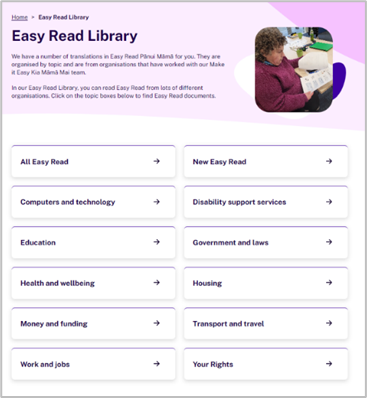 Home > Easy Read Library
Easy Read Library
We have a number of translations in Easy Read Pānui Māmā for you. They are
organised by topic and are from organisations that have worked with our Make
it Easy Kia Māmā Mai team.
In our Easy Read Library, you can read Easy Read from lots of different
organisations. Click on the topic boxes below to find Easy Read documents.
All Easy Read →
New Easy Read →
Computers and technology →
Disability support services →
Education →
Government and laws →
Health and wellbeing →
Housing →
Money and funding →
Transport and travel →
Work and jobs →
Your Rights →